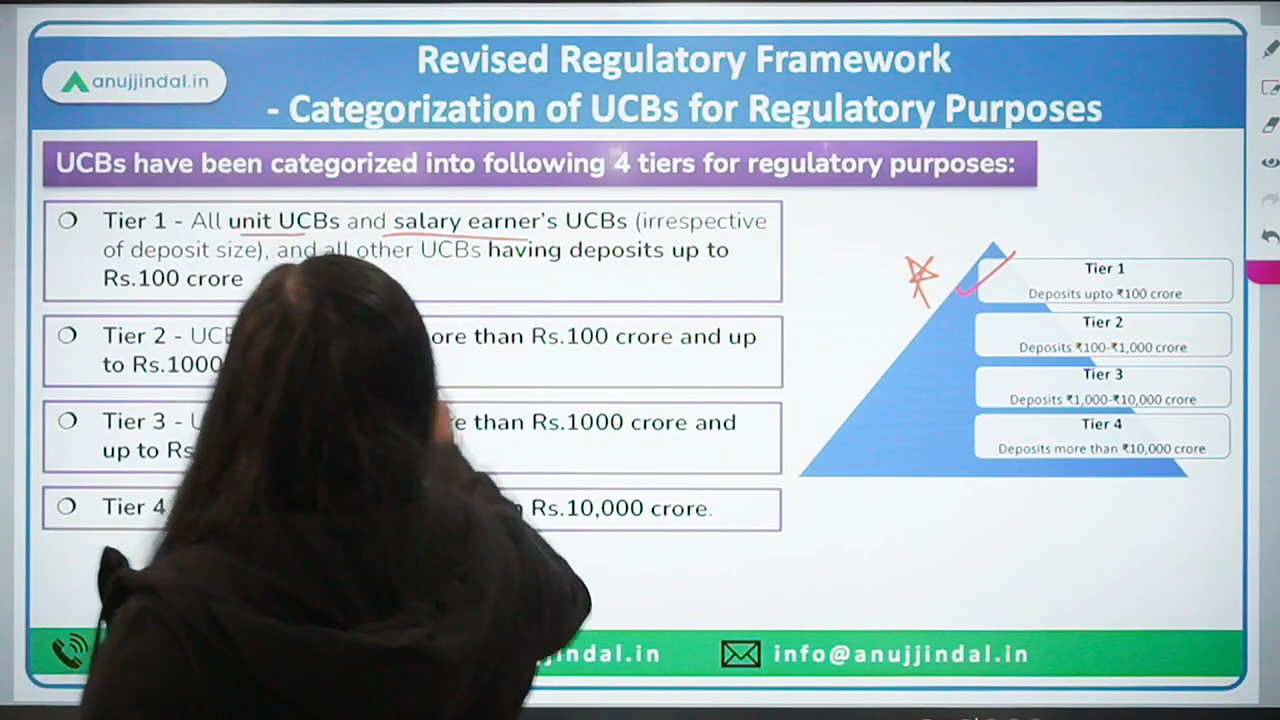 Revised Regulatory Framework
anujjindal.in
- Categorization of UCBs for Regulatory Purposes
UCBs have been categorized into following 4 tiers for regulatory purposes:
Tier 1 - All unit UCBs and salary earner's UCBs (irrespective
of deposit size), and all other UCBs having deposits up to
Rs.100 crore
Tier 2 - than Rs.100 crore and up
to Rs.1000
Tier 3 - than Rs.1000 crore and
up to
Tier 4 Rs.10,000 crore.
Tier 1
Deposits upto ₹100 crore
Tier 2
Deposits ₹100-₹1,000 crore
Tier 3
Deposits ₹1,000-₹10,000 crore
Tier 4
Deposits more than ₹10,000 crore
info@anujjindal.in